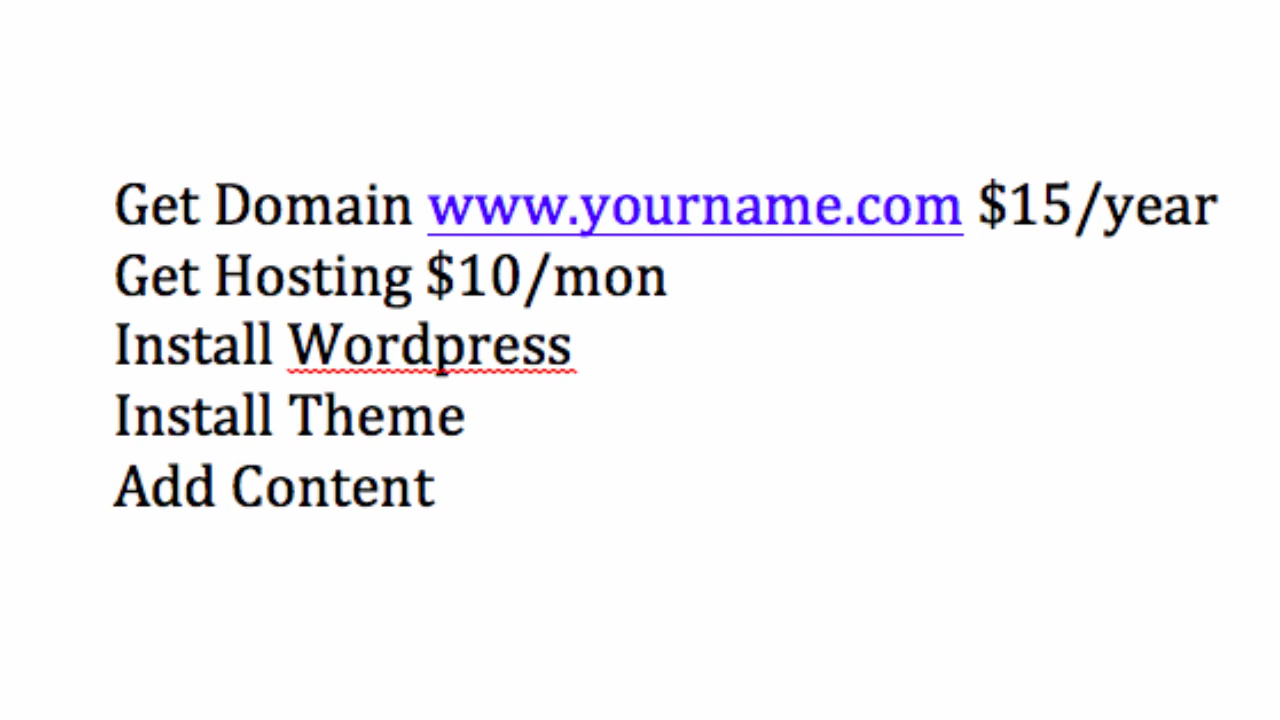 Get Domain www.yourname.com $15/year
Get Hosting $10/mon
Install Wordpress
Install Theme
Add Content